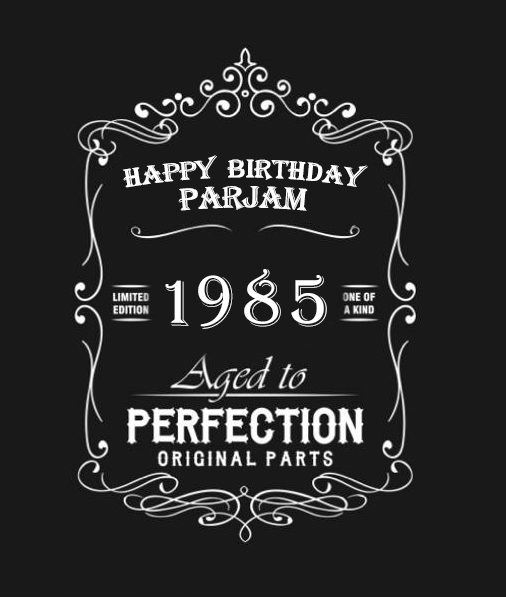 HAPPY BIRTHDAY
PARJAM
LIMITED
EDITION
1985
ONE OF
A KIND
Aged to
PERFECTION
ORIGINAL PARTS